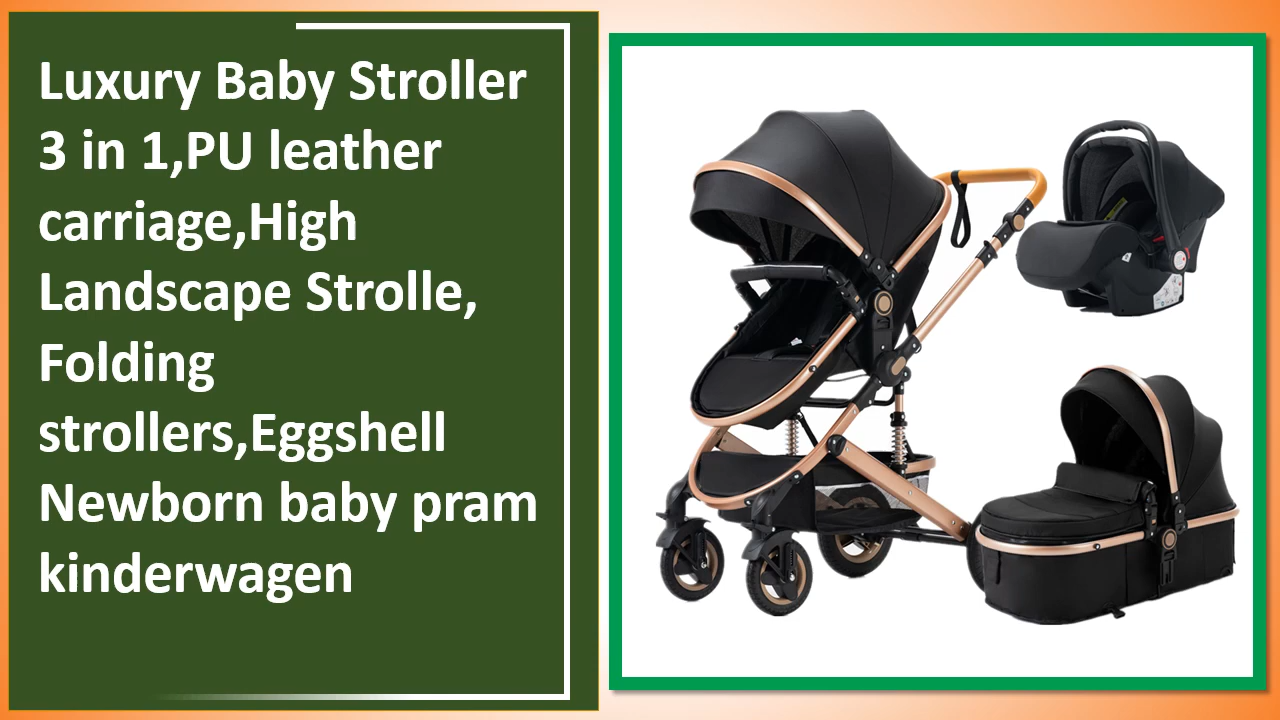 Luxury Baby Stroller
3 in 1,PU leather
carriage,High
Landscape Strolle,
Folding
strollers,Eggshell
Newborn baby pram
kinderwagen